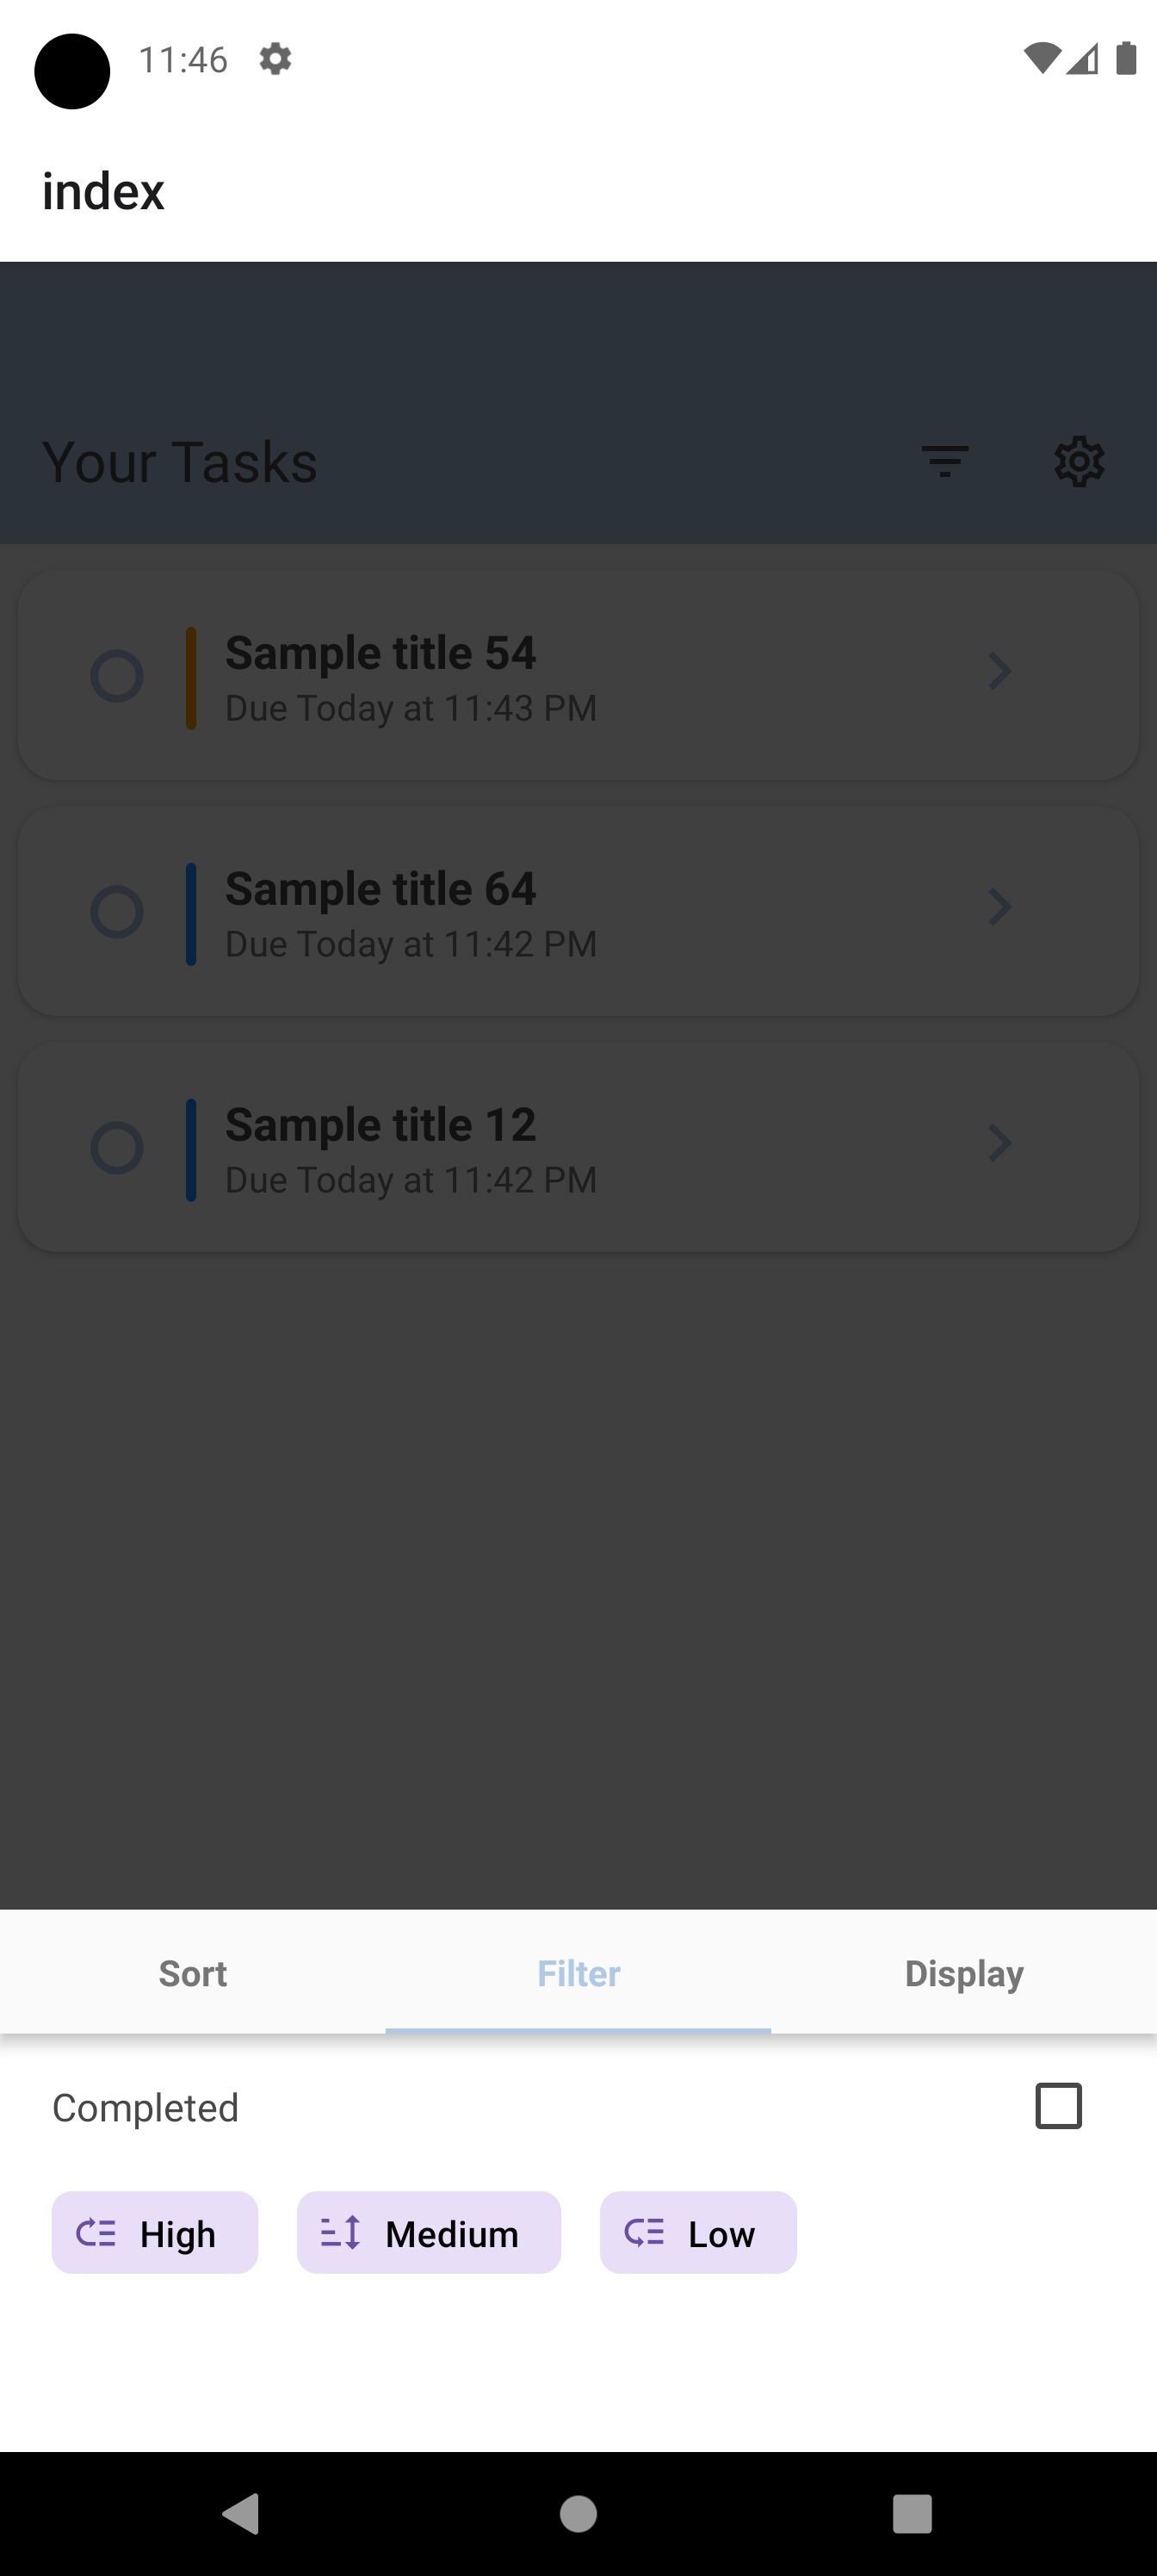 11:46
index
Your Tasks
Sample title 54
Due Today at 11:43 PM
Sample title 64
Due Today at 11:42 PM
Sample title 12
Due Today at 11:42 PM
Sort Filter Display
Completed
High Medium Low